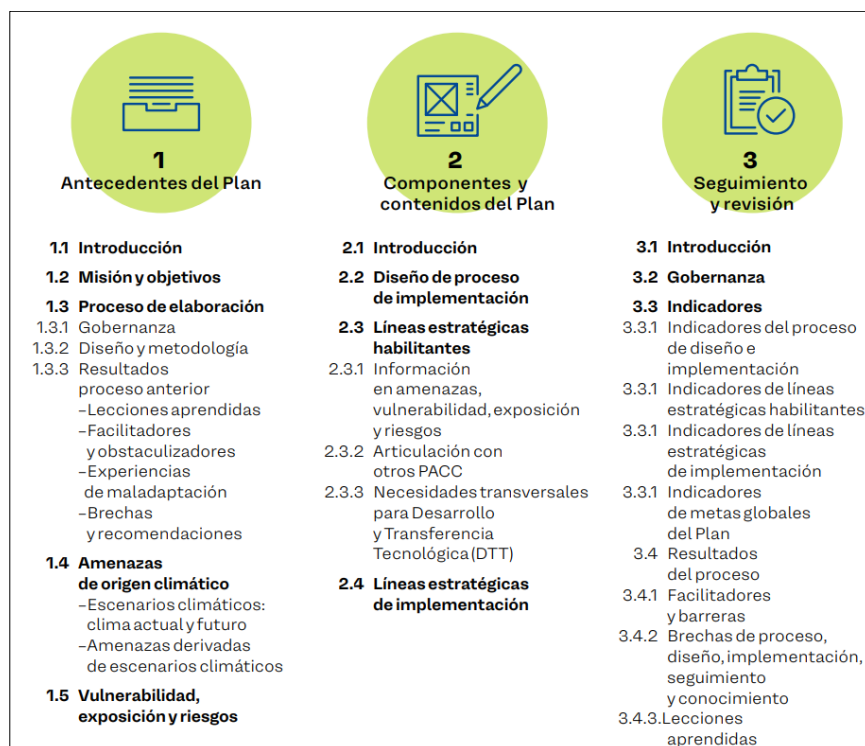 1
Antecedentes del Plan
1.1 Introducción
1.2 Misión y objetivos
1.3 Proceso de elaboración
1.3.1 Gobernanza
1.3.2 Diseño y metodología
1.3.3 Resultados
proceso anterior
–Lecciones aprendidas
–Facilitadores
y obstaculizadores
–Experiencias
de maladaptación
–Brechas
y recomendaciones
1.4 Amenazas
de origen climático
–Escenarios climáticos:
clima actual y futuro
–Amenazas derivadas
de escenarios climáticos
1.5 Vulnerabilidad,
exposición y riesgos
2
Componentes y
contenidos del Plan
2.1 Introducción
2.2 Diseño de proceso
de implementación
2.3 Líneas estratégicas
habilitantes
2.3.1 Información
en amenazas,
vulnerabilidad, exposición
y riesgos
2.3.2 Articulación con
otros PACC
2.3.3 Necesidades transversales
para Desarrollo
y Transferencia
Tecnológica (DTT)
2.4 Líneas estratégicas
de implementación
3
Seguimiento
y revisión
3.1 Introducción
3.2 Gobernanza
3.3 Indicadores
3.3.1 Indicadores del proceso
de diseño e
implementación
3.3.1 Indicadores de líneas
estratégicas habilitantes
3.3.1 Indicadores de líneas
estratégicas
de implementación
3.3.1 Indicadores
de metas globales
del Plan
3.4 Resultados
del proceso
3.4.1 Facilitadores
y barreras
3.4.2 Brechas de proceso,
diseño, implementación,
seguimiento
y conocimiento
3.4.3.Lecciones
aprendidas